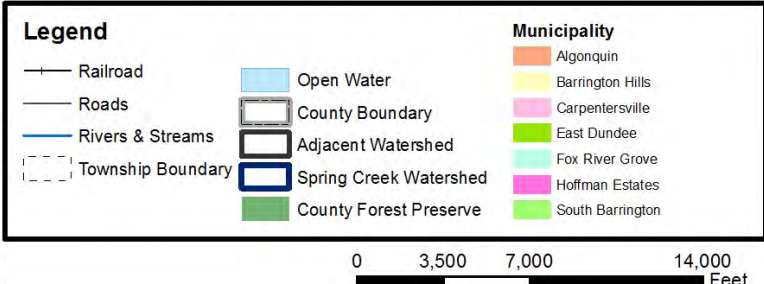 Legend
Railroad
Roads
Rivers & Streams
Township Boundary
Open Water
County Boundary
Adjacent Watershed
Spring Creek Watershed
County Forest Preserve
Municipality
Algonquin
Barrington Hills
Carpentersville
East Dundee
Fox River Grove
Hoffman Estates
South Barrington
0 3,500 7,000 14,000
Feet